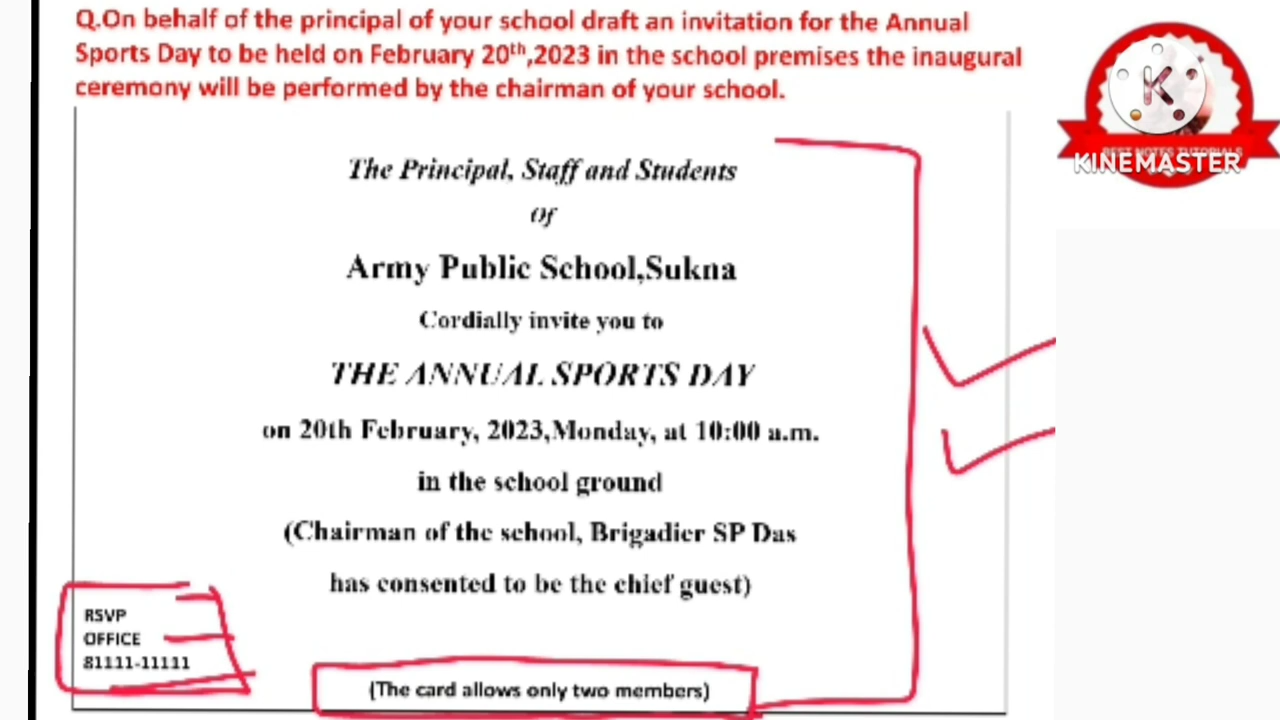 Q.On behalf of the principal of your school draft an invitation for the Annual
Sports Day to be held on February 20th,2023 in the school premises the inaugural
ceremony will be performed by the chairman of your school.
The Principal, Staff and Students
Of
Army Public School,Sukna
Cordially invite you to
THE ANNUAL SPORTS DAY
on 20th February, 2023,Monday, at 10:00 a.m.
in the school ground
(Chairman of the school, Brigadier SP Das
has consented to be the chief guest)
RSVP
OFFICE
81111-11111
(The card allows only two members)
K
BEST NOTES TUTORIALS
KINEMASTER